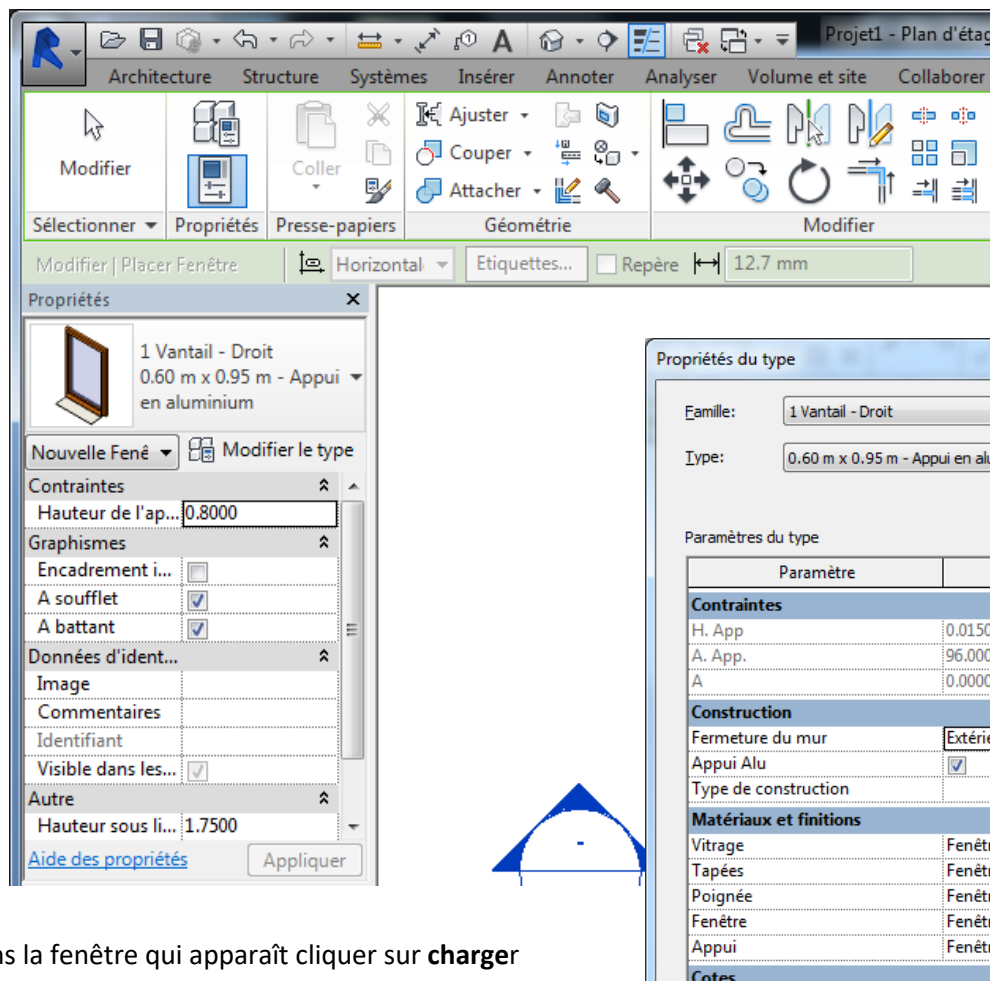 Projet1 - Plan d'étag
Architecture Structure Systèmes Insérer Annoter Analyser Volume et site Collaborer
Modifier
Coller
Ajuster
Couper
Attacher
Sélectionner Propriétés Presse-papiers Géométrie Modifier
Modifier | Placer Fenêtre Horizontal Etiquettes... Repère 12.7 mm
Propriétés
1 Vantail - Droit
0.60 m x 0.95 m - Appui
en aluminium
Nouvelle Fenê Modifier le type
Contraintes
Hauteur de l'ap... 0.8000
Graphismes
Encadrement i...
A soufflet
A battant
Données d'ident...
Image
Commentaires
Identifiant
Visible dans les...
Autre
Hauteur sous li... 1.7500
Aide des propriétés Appliquer
Propriétés du type
Famille: 1 Vantail - Droit
Type: 0.60 m x 0.95 m - Appui en alu
Paramètres du type
Paramètre
Contraintes
H. App 0.0150
A. App. 96.000
A 0.0000
Construction
Fermeture du mur Extérie
Appui Alu
Type de construction
Matériaux et finitions
Vitrage Fenêtr
Tapées Fenêtr
Poignée Fenêtr
Fenêtre Fenêtr
Appui Fenêtr
Cotes
ns la fenêtre qui apparaît cliquer sur charger